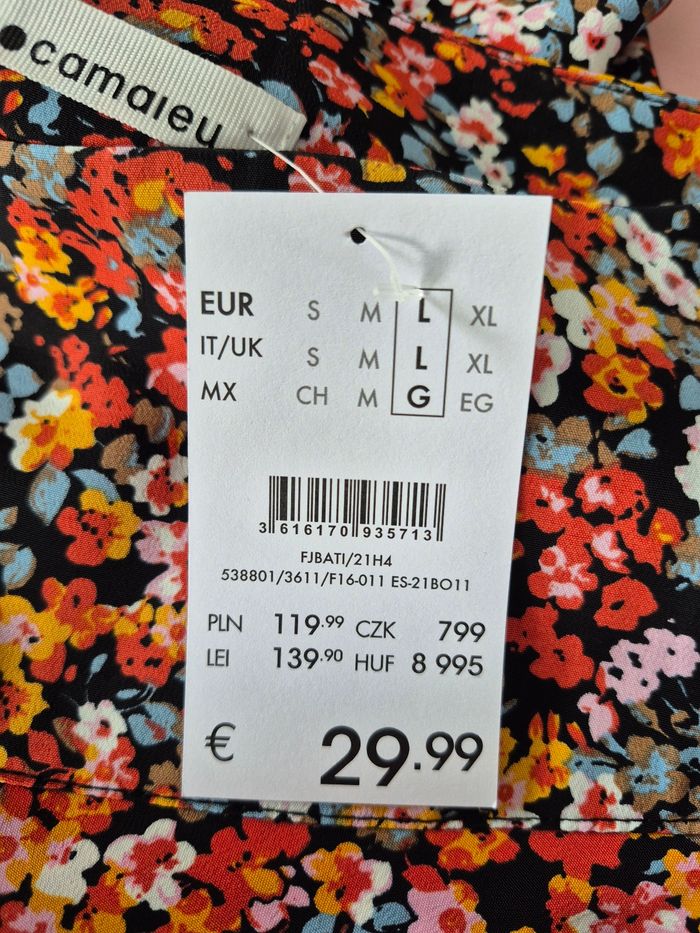 camaieu
EUR S M L XL
IT/UK S M L XL
MX CH M G EG
3 616170 935713
FJBATI/21H4
538801/3611/F16-011 ES-21BO11
PLN 119.99 CZK 799
LEI 139.90 HUF 8 995
€ 29.99